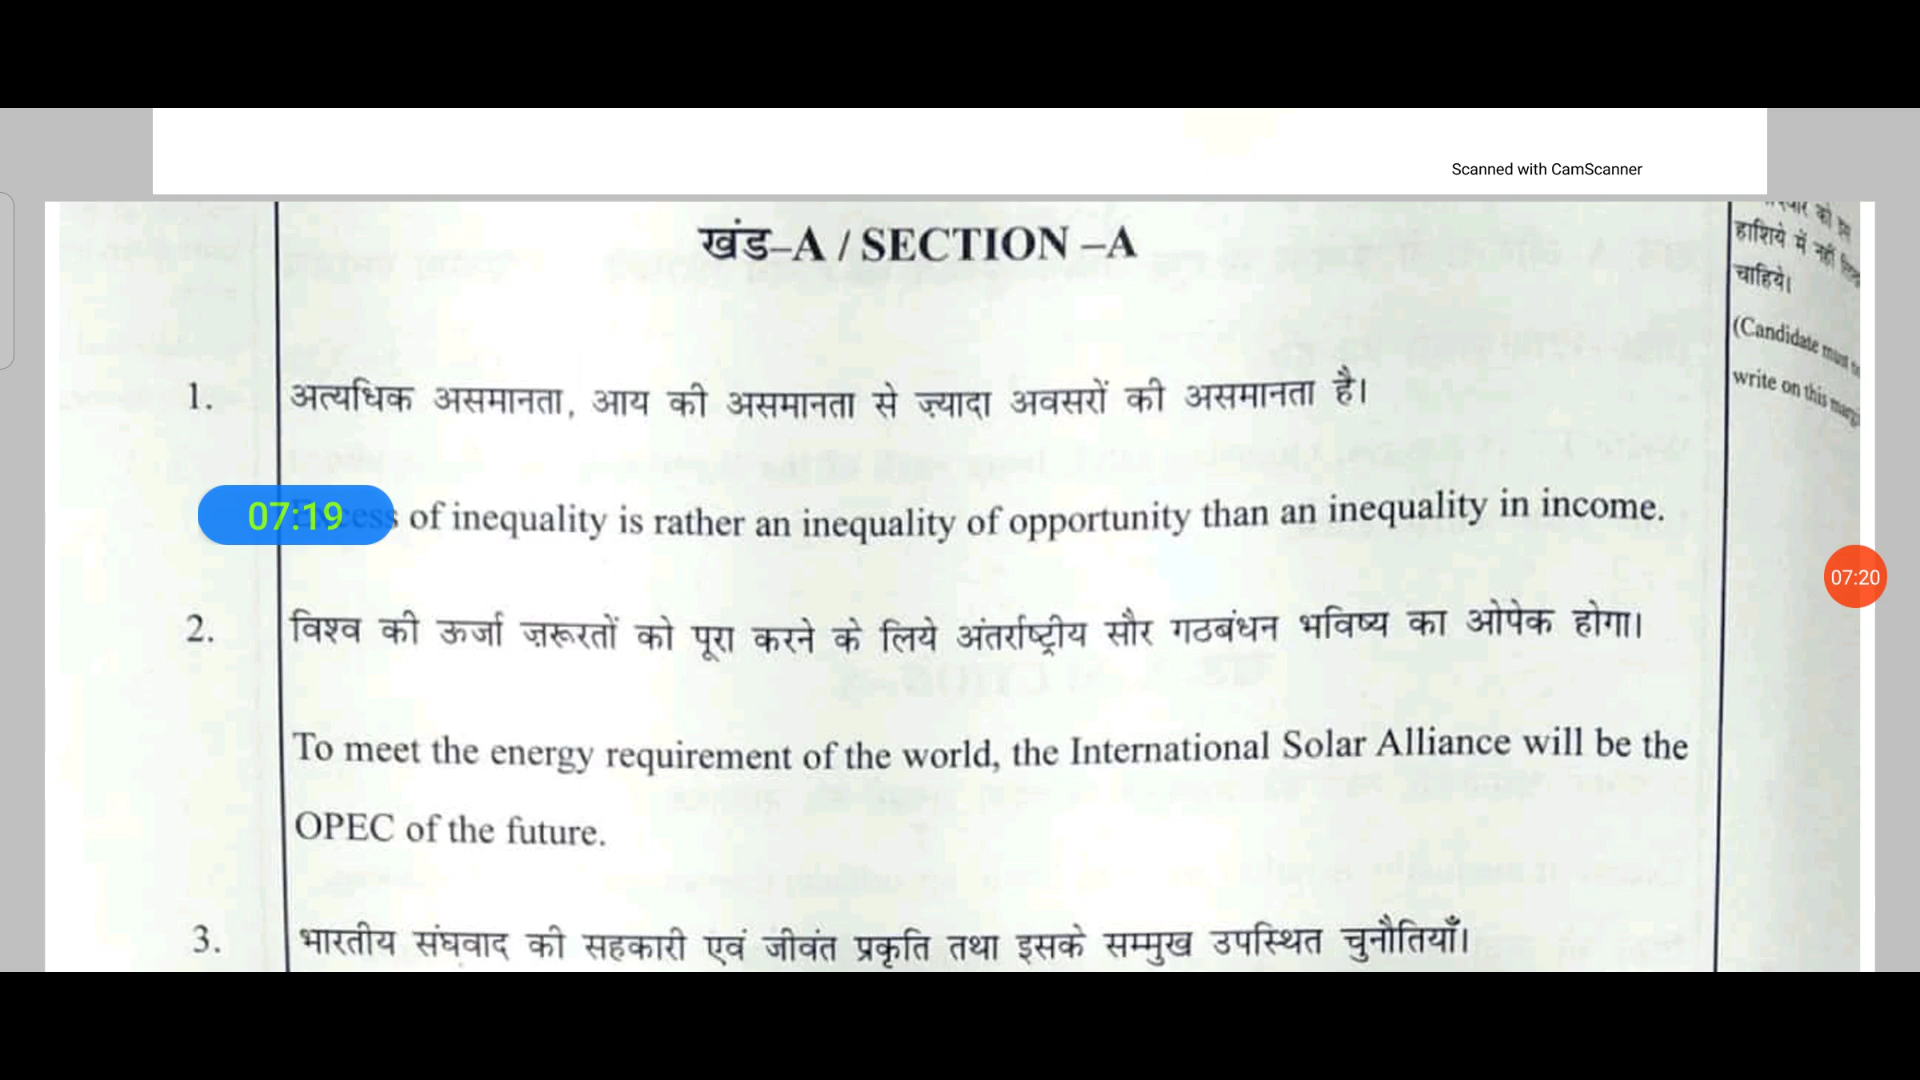 Scanned with CamScanner
खंड–A / SECTION –A
हाशिये में नहीं
चाहिये।
(Candidate must
write on this
1. अत्यधिक असमानता, आय की असमानता से ज़्यादा अवसरों की असमानता है।
07:19
Excess of inequality is rather an inequality of opportunity than an inequality in income.
07:20
2. विश्व की ऊर्जा ज़रूरतों को पूरा करने के लिये अंतर्राष्ट्रीय सौर गठबंधन भविष्य का ओपेक होगा।
To meet the energy requirement of the world, the International Solar Alliance will be the
OPEC of the future.
3. भारतीय संघवाद की सहकारी एवं जीवंत प्रकृति तथा इसके सम्मुख उपस्थित चुनौतियाँ।